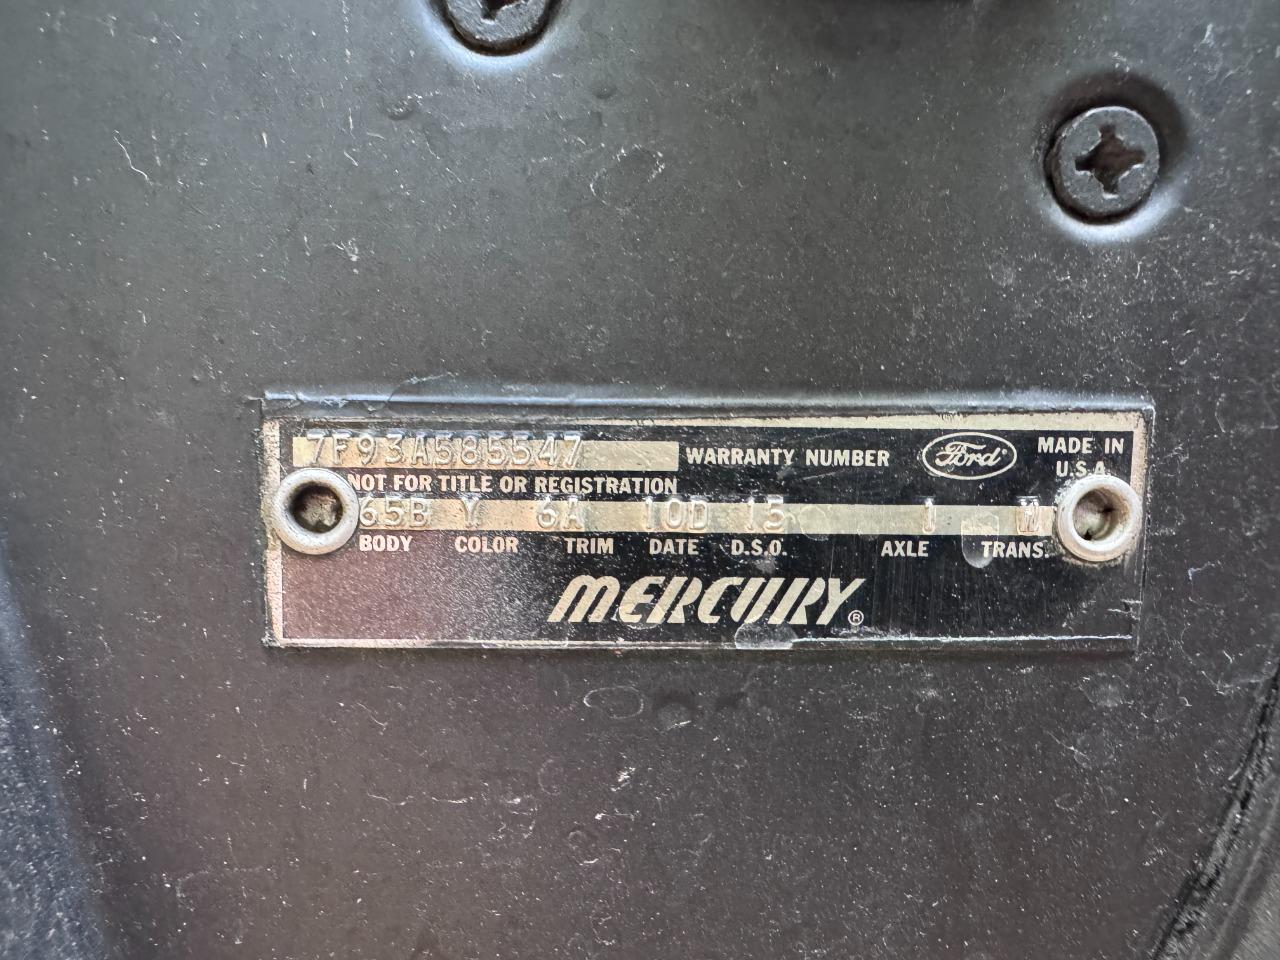 7F93A585547 WARRANTY NUMBER Ford MADE IN U.S.A.
NOT FOR TITLE OR REGISTRATION
65B Y 6A 10D 15 1 W
BODY COLOR TRIM DATE D.S.O. AXLE TRANS.
MERCURY®